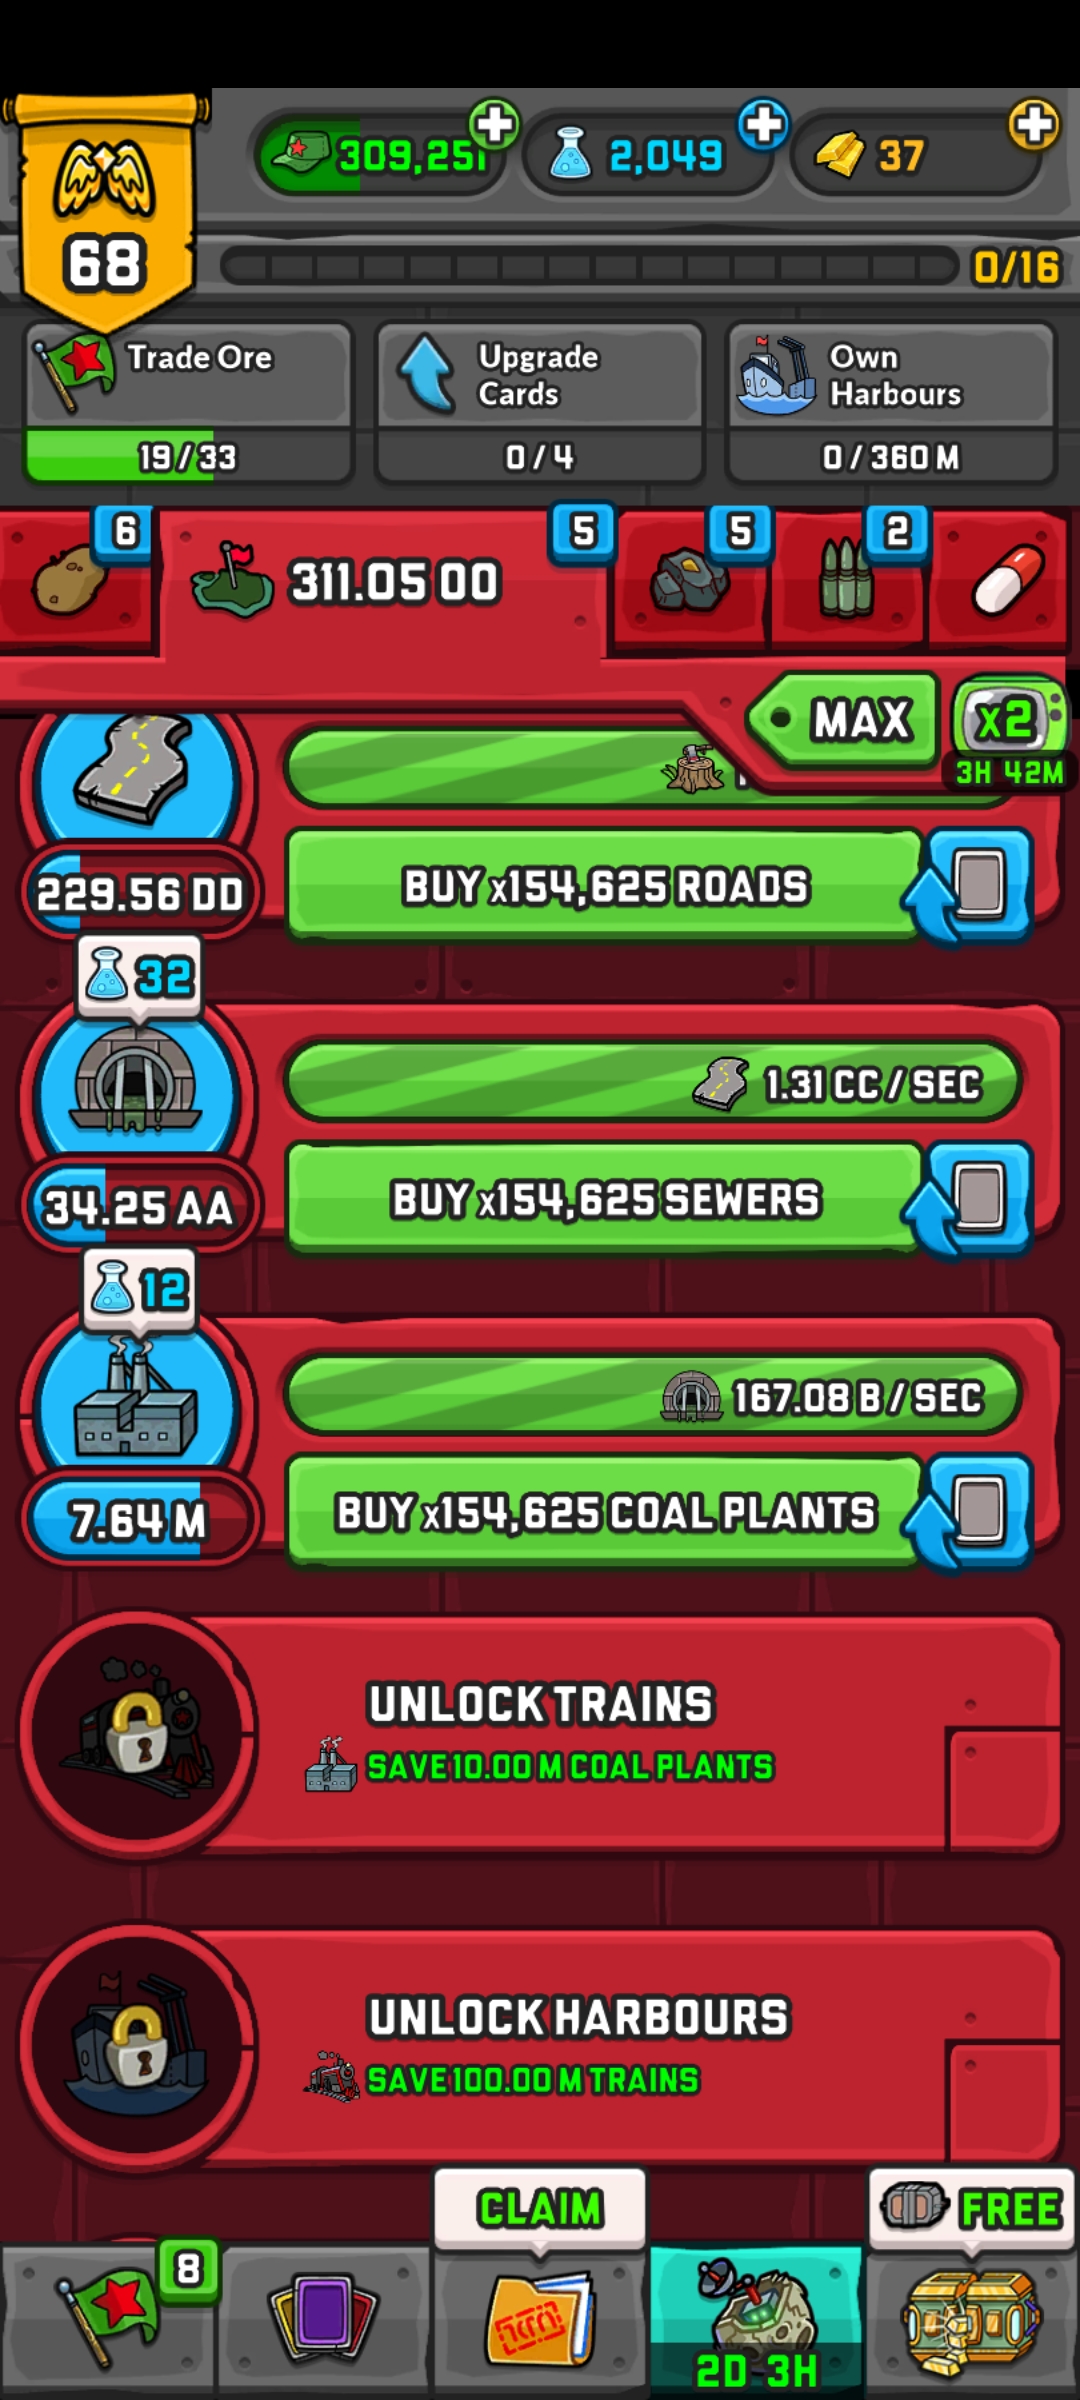 68
309,251
2,049
37
0/16
Trade Ore
19/33
Upgrade
Cards
0/4
Own
Harbours
0/360 M
6
311.05 OO
5
5
2
MAX
x2
3H 42M
229.56 DD
BUY x154,625 ROADS
32
1.31 CC / SEC
34.25 AA
BUY x154,625 SEWERS
12
167.08 B / SEC
7.64 M
BUY x154,625 COAL PLANTS
UNLOCK TRAINS
SAVE 10.00 M COAL PLANTS
UNLOCK HARBOURS
SAVE 100.00 M TRAINS
CLAIM
FREE
8
2D 3H